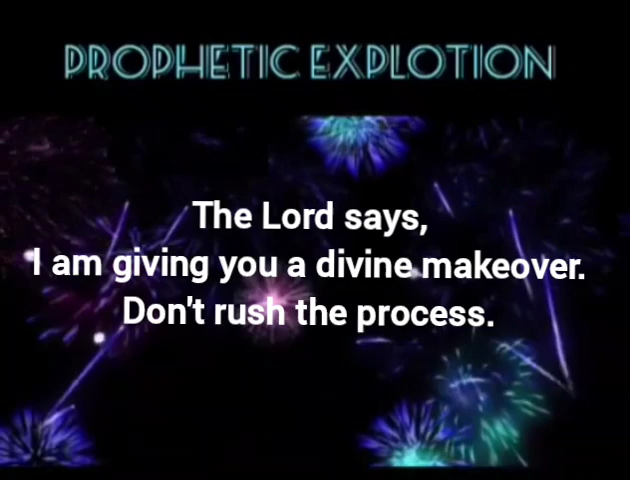 PROPHETIC EXPLOTION
The Lord says,
I am giving you a divine makeover.
Don't rush the process.